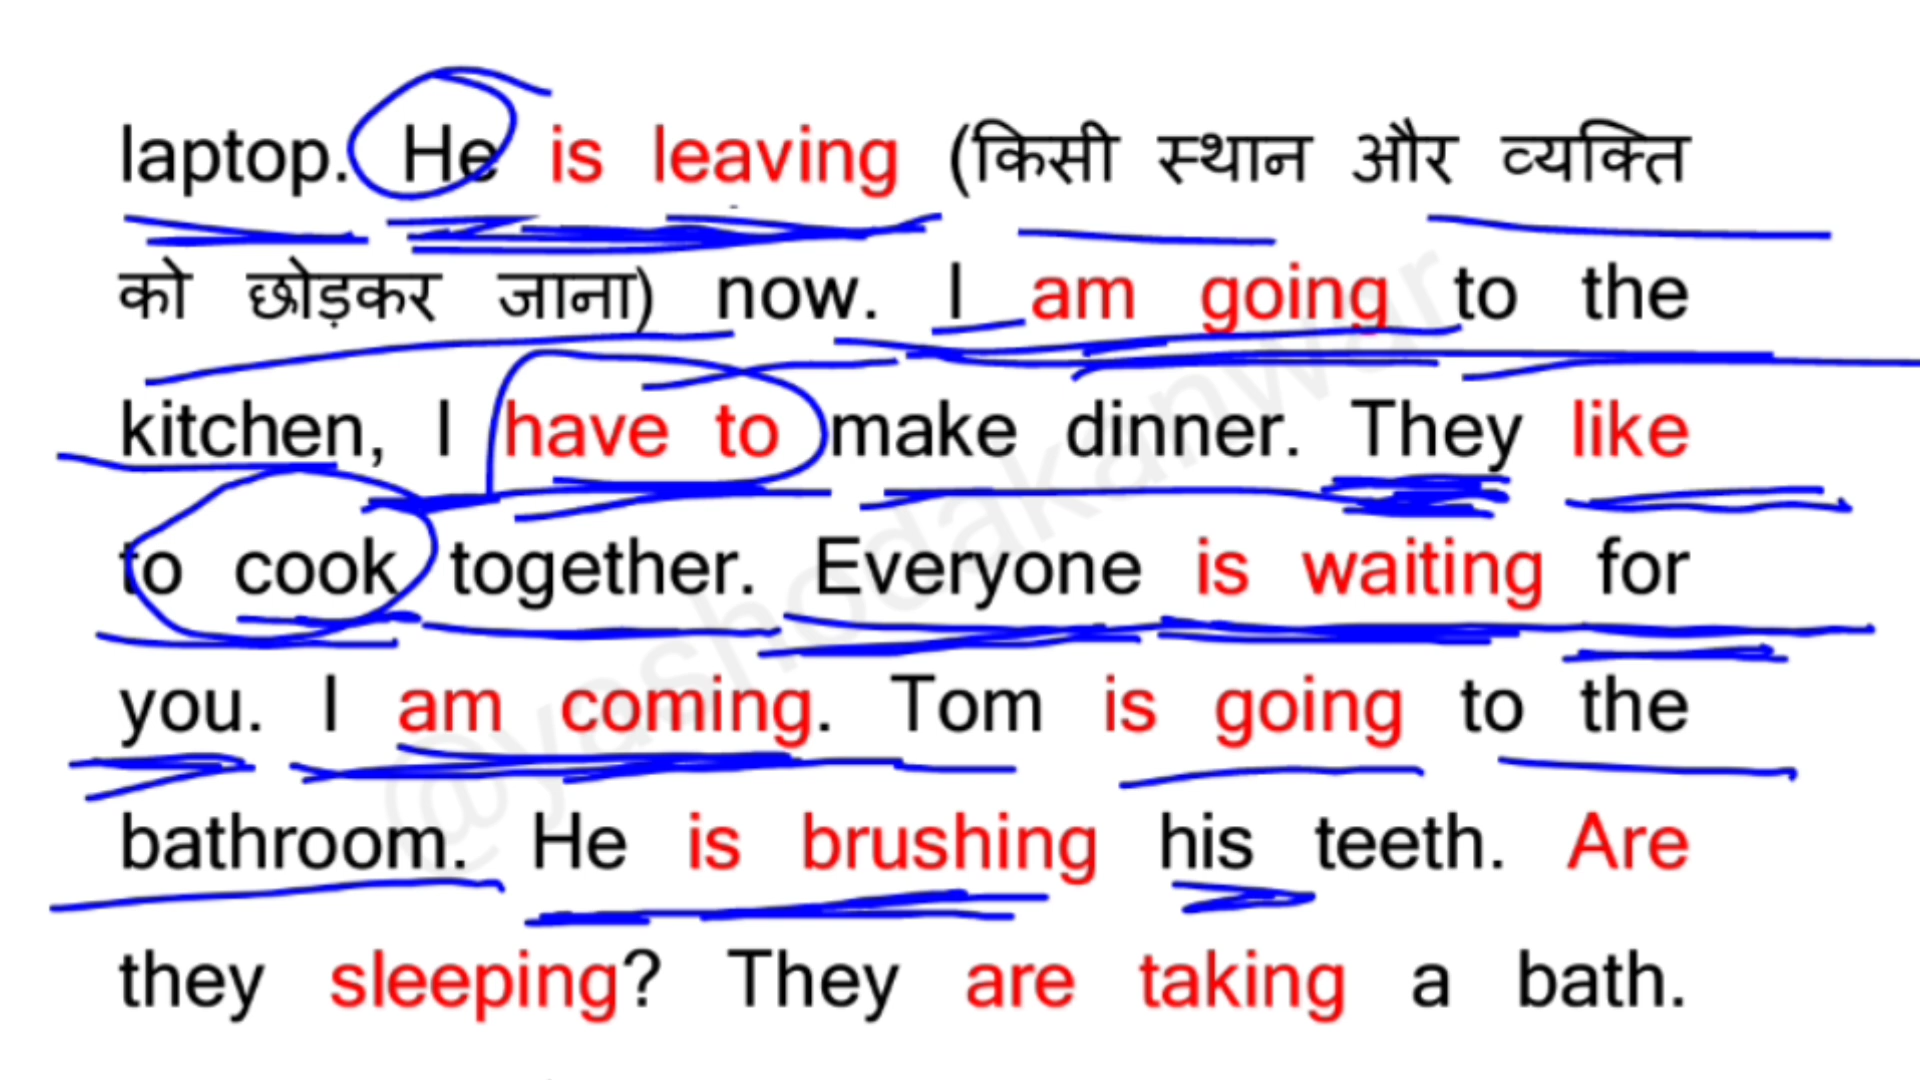 laptop. He is leaving (किसी स्थान और व्यक्ति
को छोड़कर जाना) now. I am going to the
kitchen, I have to make dinner. They like
to cook together. Everyone is waiting for
you. I am coming. Tom is going to the
bathroom. He is brushing his teeth. Are
they sleeping? They are taking a bath.
@yashodakanwar